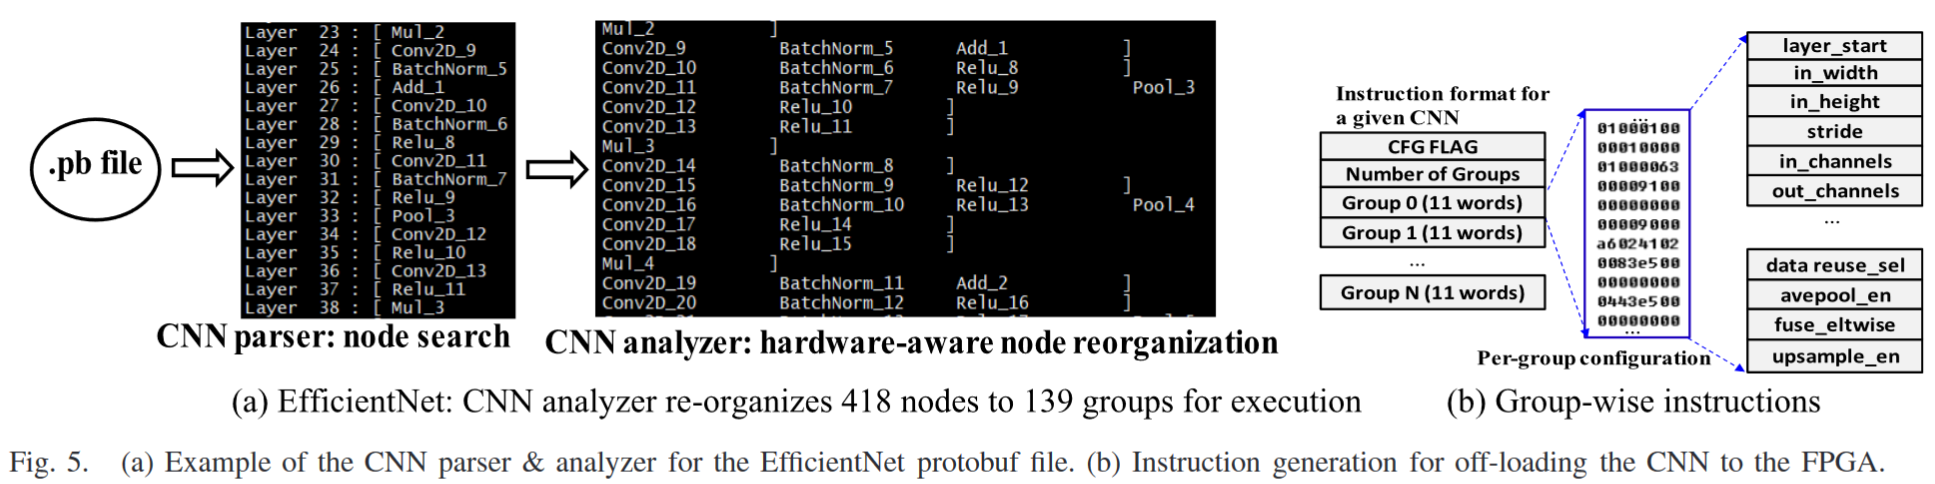 .pb file
Layer 23 : [ Mul_2
Layer 24 : [ Conv2D_9
Layer 25 : [ BatchNorm_5
Layer 26 : [ Add_1
Layer 27 : [ Conv2D_10
Layer 28 : [ BatchNorm_6
Layer 29 : [ Relu_8
Layer 30 : [ Conv2D_11
Layer 31 : [ BatchNorm_7
Layer 32 : [ Relu_9
Layer 33 : [ Pool_3
Layer 34 : [ Conv2D_12
Layer 35 : [ Relu_10
Layer 36 : [ Conv2D_13
Layer 37 : [ Relu_11
Layer 38 : [ Mul_3
CNN parser: node search
Mul_2 ]
Conv2D_9 BatchNorm_5 Add_1 ]
Conv2D_10 BatchNorm_6 Relu_8 ]
Conv2D_11 BatchNorm_7 Relu_9 Pool_3
Conv2D_12 Relu_10 ]
Conv2D_13 Relu_11 ]
Mul_3 ]
Conv2D_14 BatchNorm_8 ]
Conv2D_15 BatchNorm_9 Relu_12 ]
Conv2D_16 BatchNorm_10 Relu_13 Pool_4
Conv2D_17 Relu_14 ]
Conv2D_18 Relu_15 ]
Mul_4 ]
Conv2D_19 BatchNorm_11 Add_2 ]
Conv2D_20 BatchNorm_12 Relu_16 ]
CNN analyzer: hardware-aware node reorganization
(a) EfficientNet: CNN analyzer re-organizes 418 nodes to 139 groups for execution
Instruction format for
a given CNN
CFG FLAG
Number of Groups
Group 0 (11 words)
Group 1 (11 words)
...
Group N (11 words)
...
01000100
00010000
01000063
00009100
00000000
00009000
a6024102
0083e500
00000000
0443e500
00000000
...
Per-group configuration
layer_start
in_width
in_height
stride
in_channels
out_channels
...
data reuse_sel
avepool_en
fuse_eltwise
upsample_en
(b) Group-wise instructions
Fig. 5. (a) Example of the CNN parser & analyzer for the EfficientNet protobuf file. (b) Instruction generation for off-loading the CNN to the FPGA.